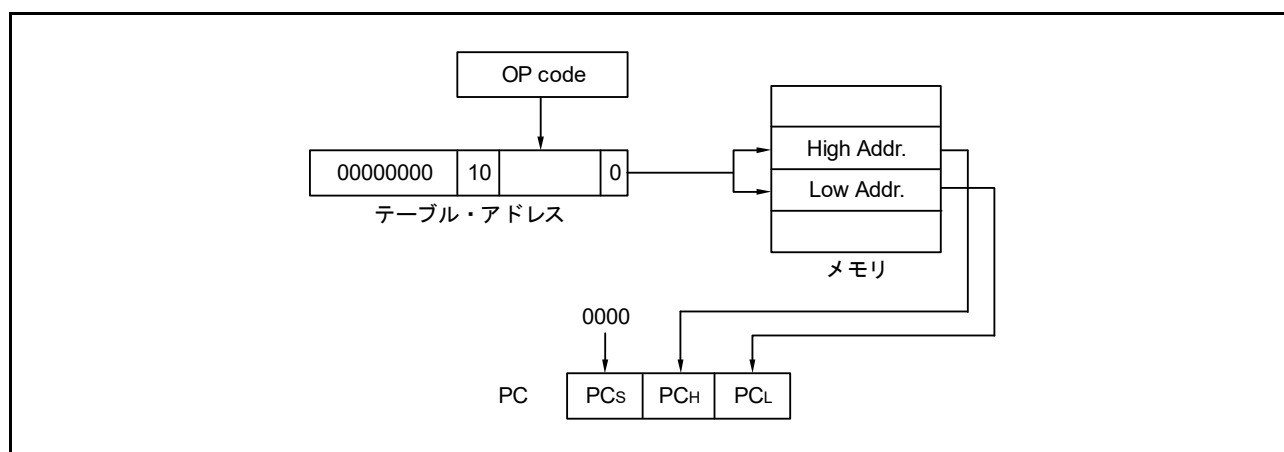 OP code
00000000 10 0
テーブル・アドレス
High Addr.
Low Addr.
メモリ
0000
PC PCS PCH PCL